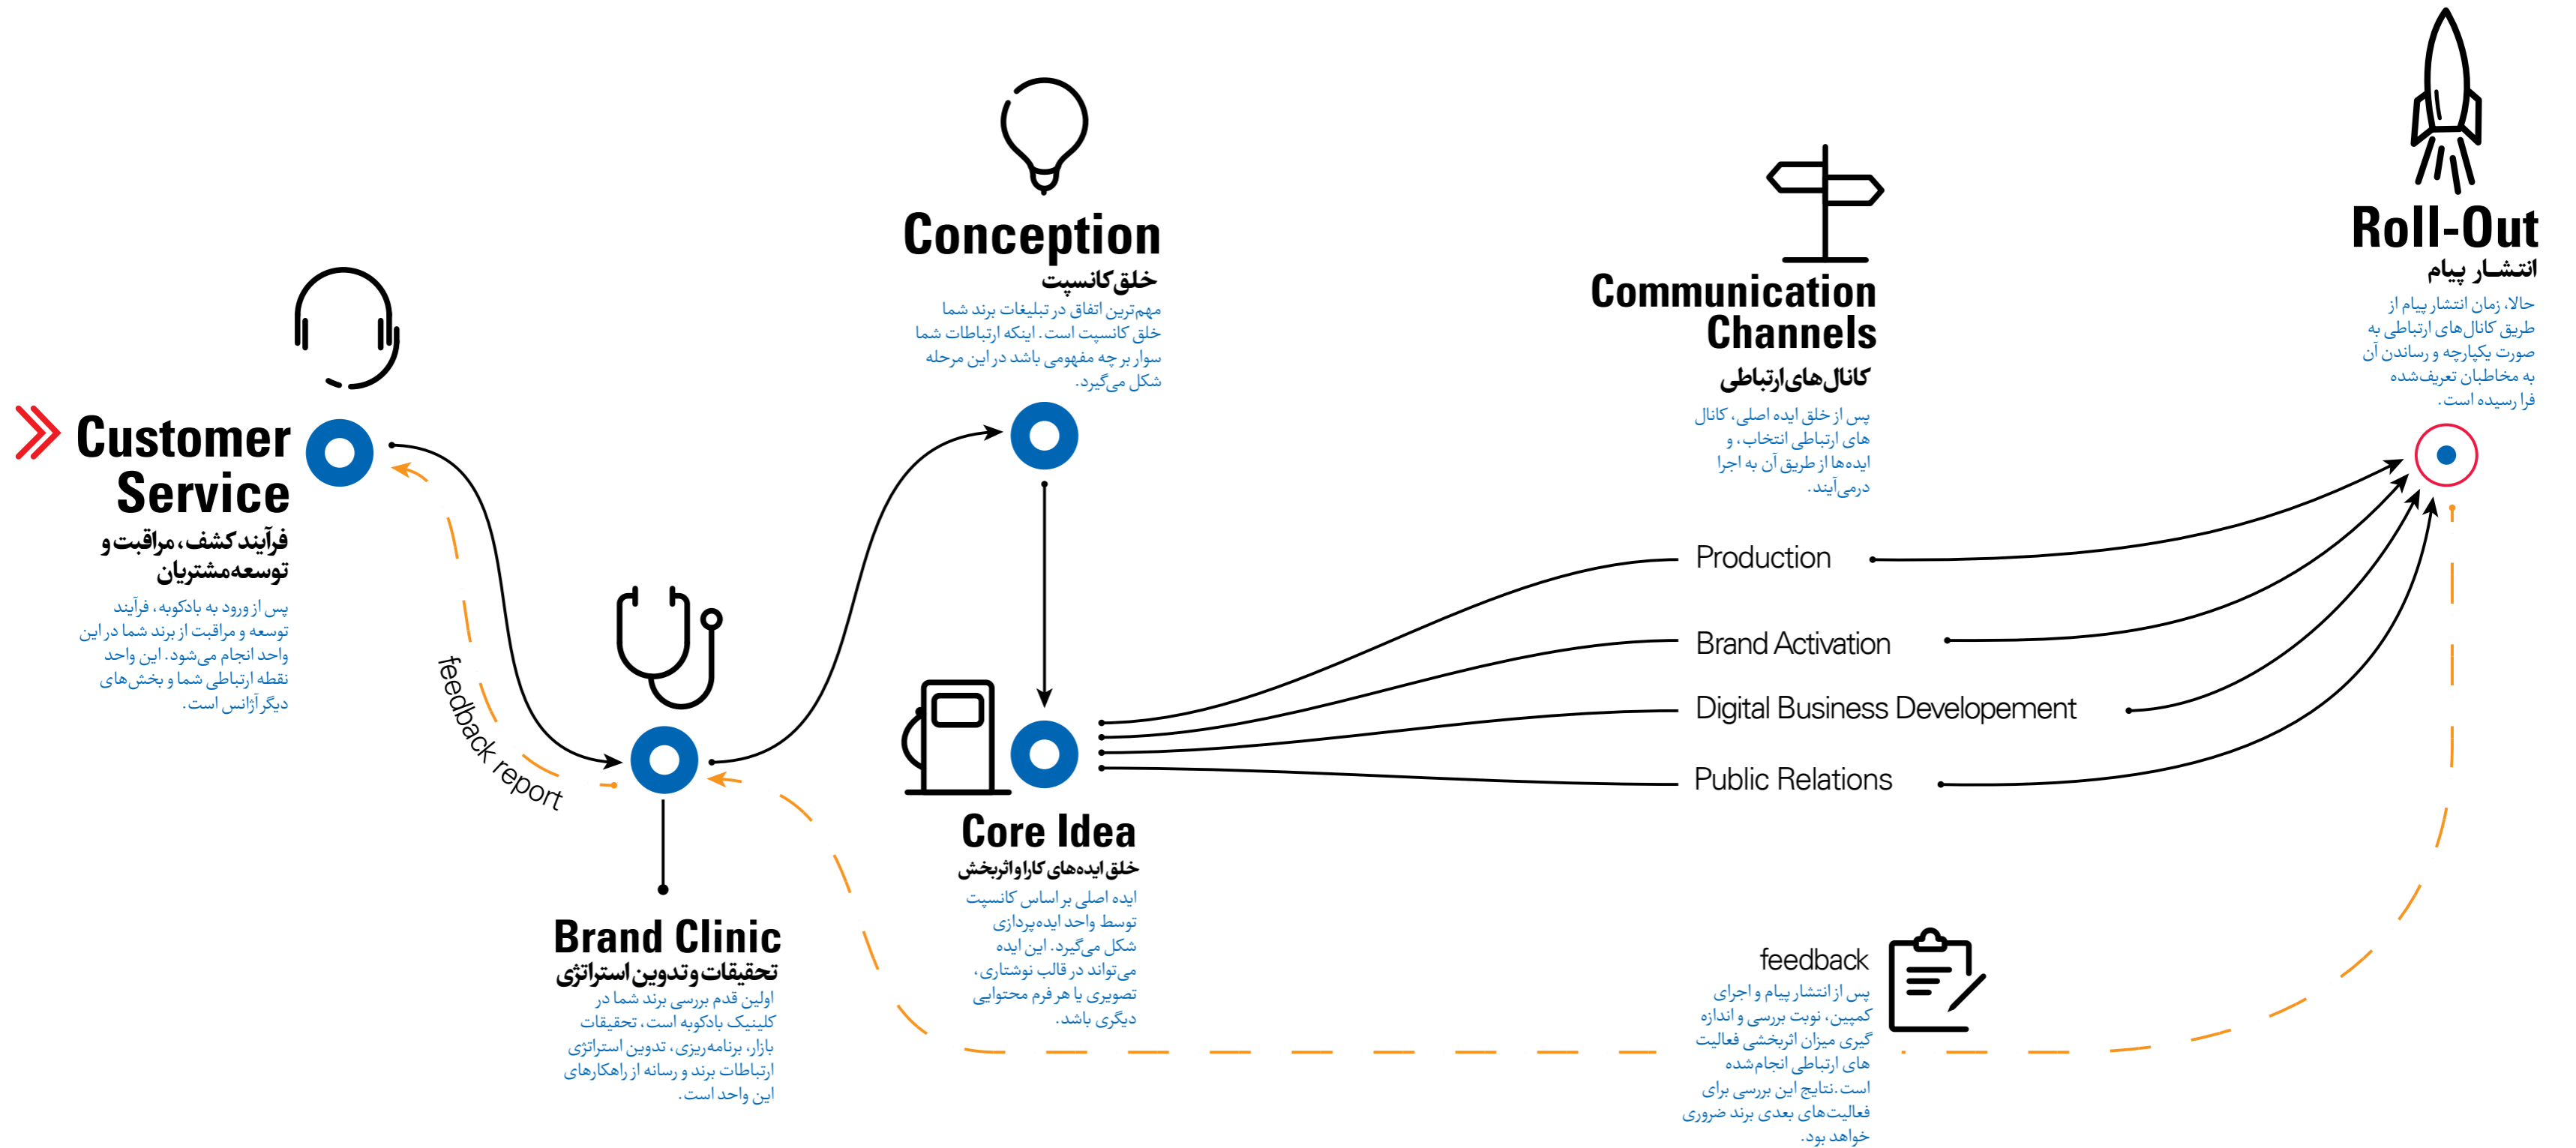 Customer
Service
فرآیند کشف، مراقبت و
توسعه مشتریان
پس از ورود به بادکوبه، فرآیند
توسعه و مراقبت از برند شما در این
واحد انجام می‌شود. این واحد
نقطه ارتباطی شما و بخش‌های
دیگر آژانس است.
feedback report
Brand Clinic
تحقیقات و تدوین استراتژی
اولین قدم بررسی برند شما در
کلینیک بادکوبه است، تحقیقات
بازار، برنامه‌ریزی، تدوین استراتژی
ارتباطات برند و رسانه از راهکارهای
این واحد است.
Conception
خلق کانسپت
مهم‌ترین اتفاق در تبلیغات برند شما
خلق کانسپت است. اینکه ارتباطات شما
سوار بر چه مفهومی باشد در این مرحله
شکل می‌گیرد.
Core Idea
خلق ایده‌های کارا و اثربخش
ایده اصلی بر اساس کانسپت
توسط واحد ایده‌پردازی
شکل می‌گیرد. این ایده
می‌تواند در قالب نوشتاری،
تصویری یا هر فرم محتوایی
دیگری باشد.
Communication
Channels
کانال‌های ارتباطی
پس از خلق ایده اصلی، کانال
های ارتباطی انتخاب، و
ایده‌ها از طریق آن به اجرا
درمی‌آیند.
Production
Brand Activation
Digital Business Developement
Public Relations
Roll-Out
انتشـار پیام
حالا، زمان انتشار پیام از
طریق کانال‌های ارتباطی به
صورت یکپارچه و رساندن آن
به مخاطبان تعریف‌شده
فرا رسیده است.
feedback
پس از انتشار پیام و اجرای
کمپین، نوبت بررسی و اندازه
گیری میزان اثربخشی فعالیت
های ارتباطی انجام‌شده
است.نتایج این بررسی برای
فعالیت‌های بعدی برند ضروری
خواهد بود.